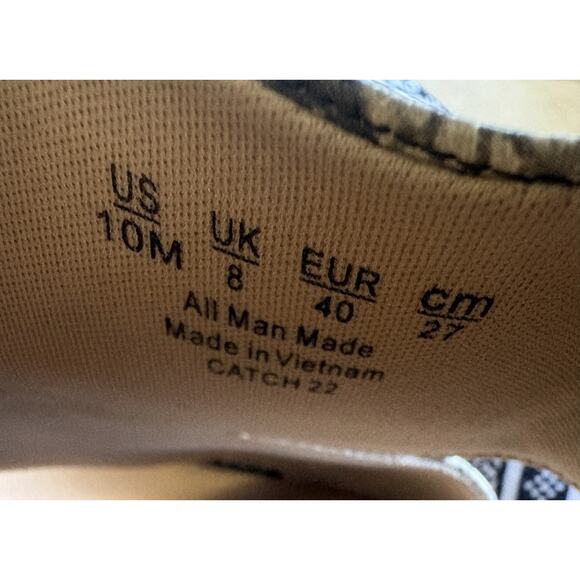 US UK EUR cm
10M 8 40 27
All Man Made
Made in Vietnam
CATCH 22